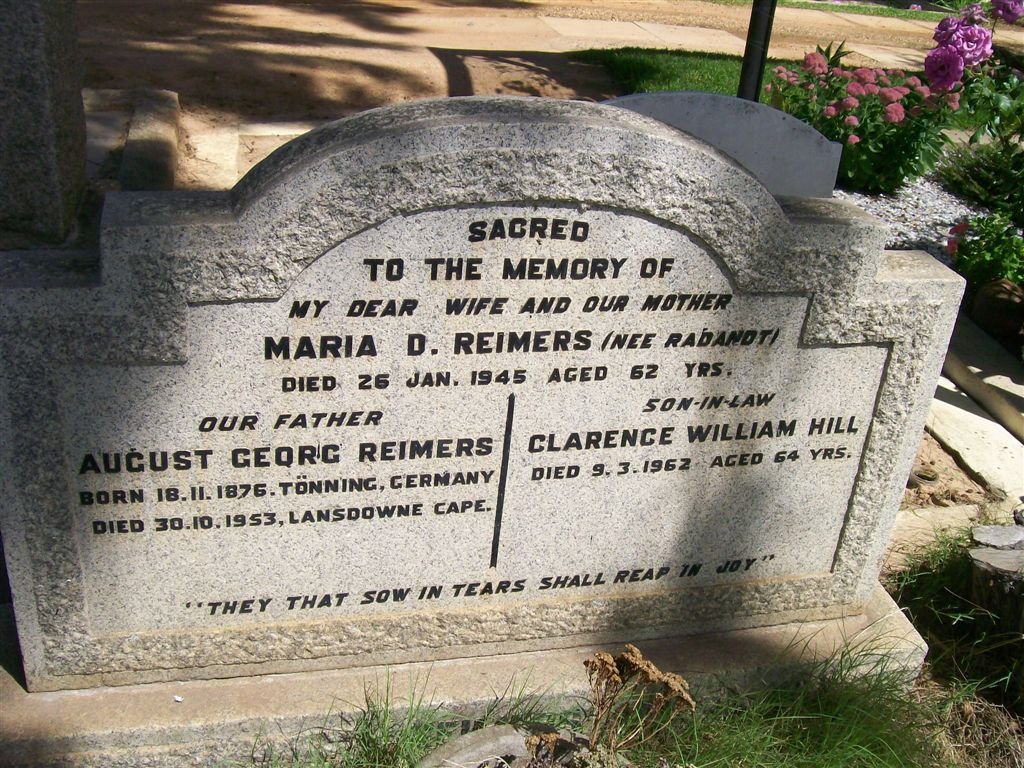 SACRED
TO THE MEMORY OF
MY DEAR WIFE AND OUR MOTHER
MARIA D. REIMERS (NEE RADANDT)
DIED 26 JAN. 1945 AGED 62 YRS.
OUR FATHER
AUGUST GEORG REIMERS
BORN 18.11.1876. TÖNNING, GERMANY
DIED 30.10.1953, LANSDOWNE CAPE.
SON-IN-LAW
CLARENCE WILLIAM HILL
DIED 9.3.1962 AGED 64 YRS.
"THEY THAT SOW IN TEARS SHALL REAP IN JOY"